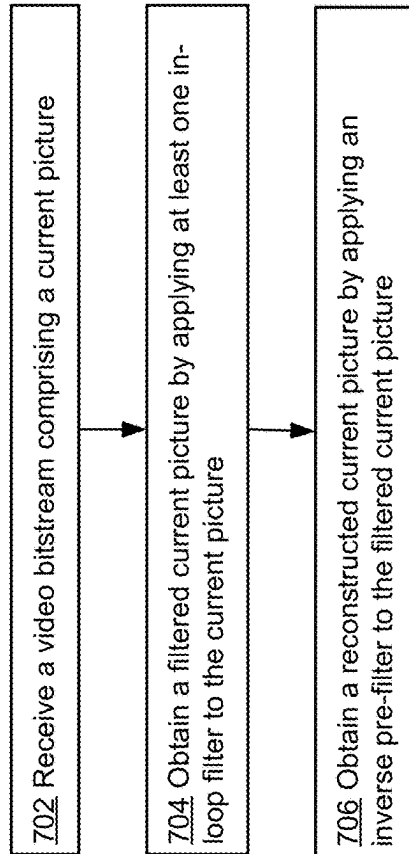 702 Receive a video bitstream comprising a current picture
704 Obtain a filtered current picture by applying at least one in-
loop filter to the current picture
706 Obtain a reconstructed current picture by applying an
inverse pre-filter to the filtered current picture